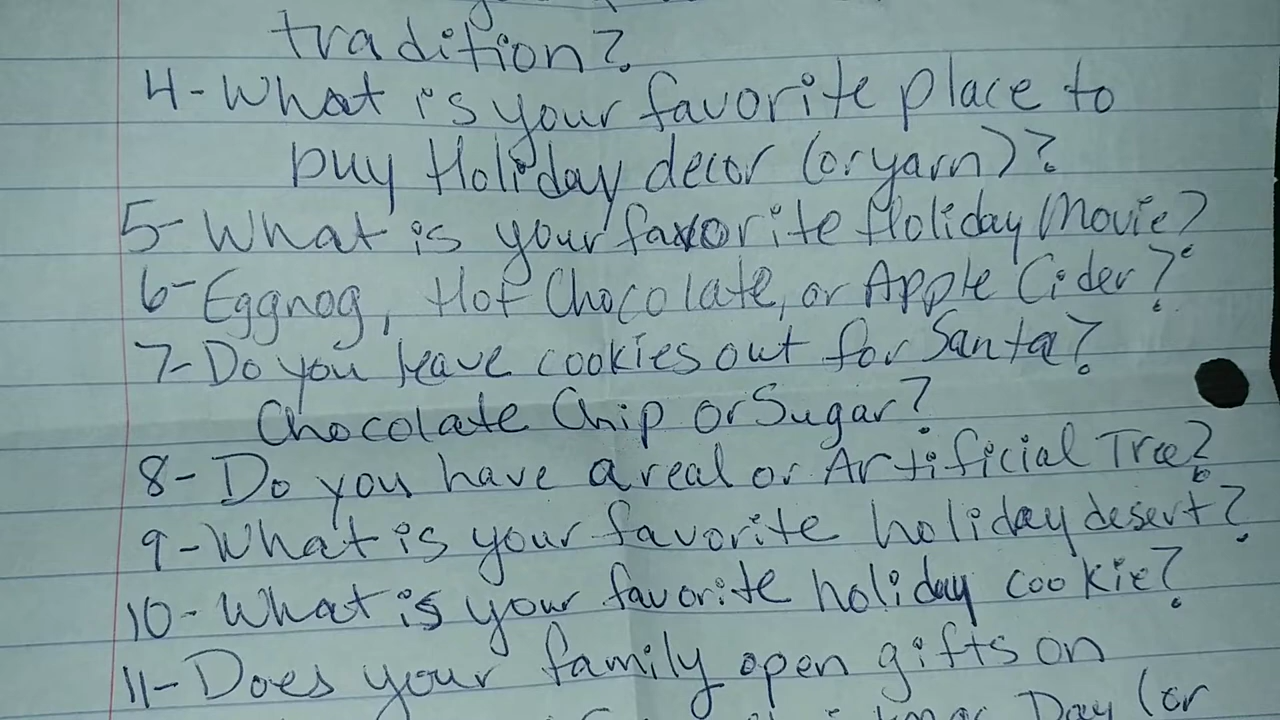 tradition?
4-What is your favorite place to
buy Holiday decor (or yarn)?
5-What is your favorite Holiday Movie?
6-Eggnog, Hot Chocolate, or Apple Cider?
7-Do you leave cookies out for Santa?
Chocolate Chip or Sugar?
8-Do you have a real or Artificial Tree?
9-What is your favorite holiday desert?
10-What is your favorite holiday cookie?
11-Does your family open gifts on
Day (or